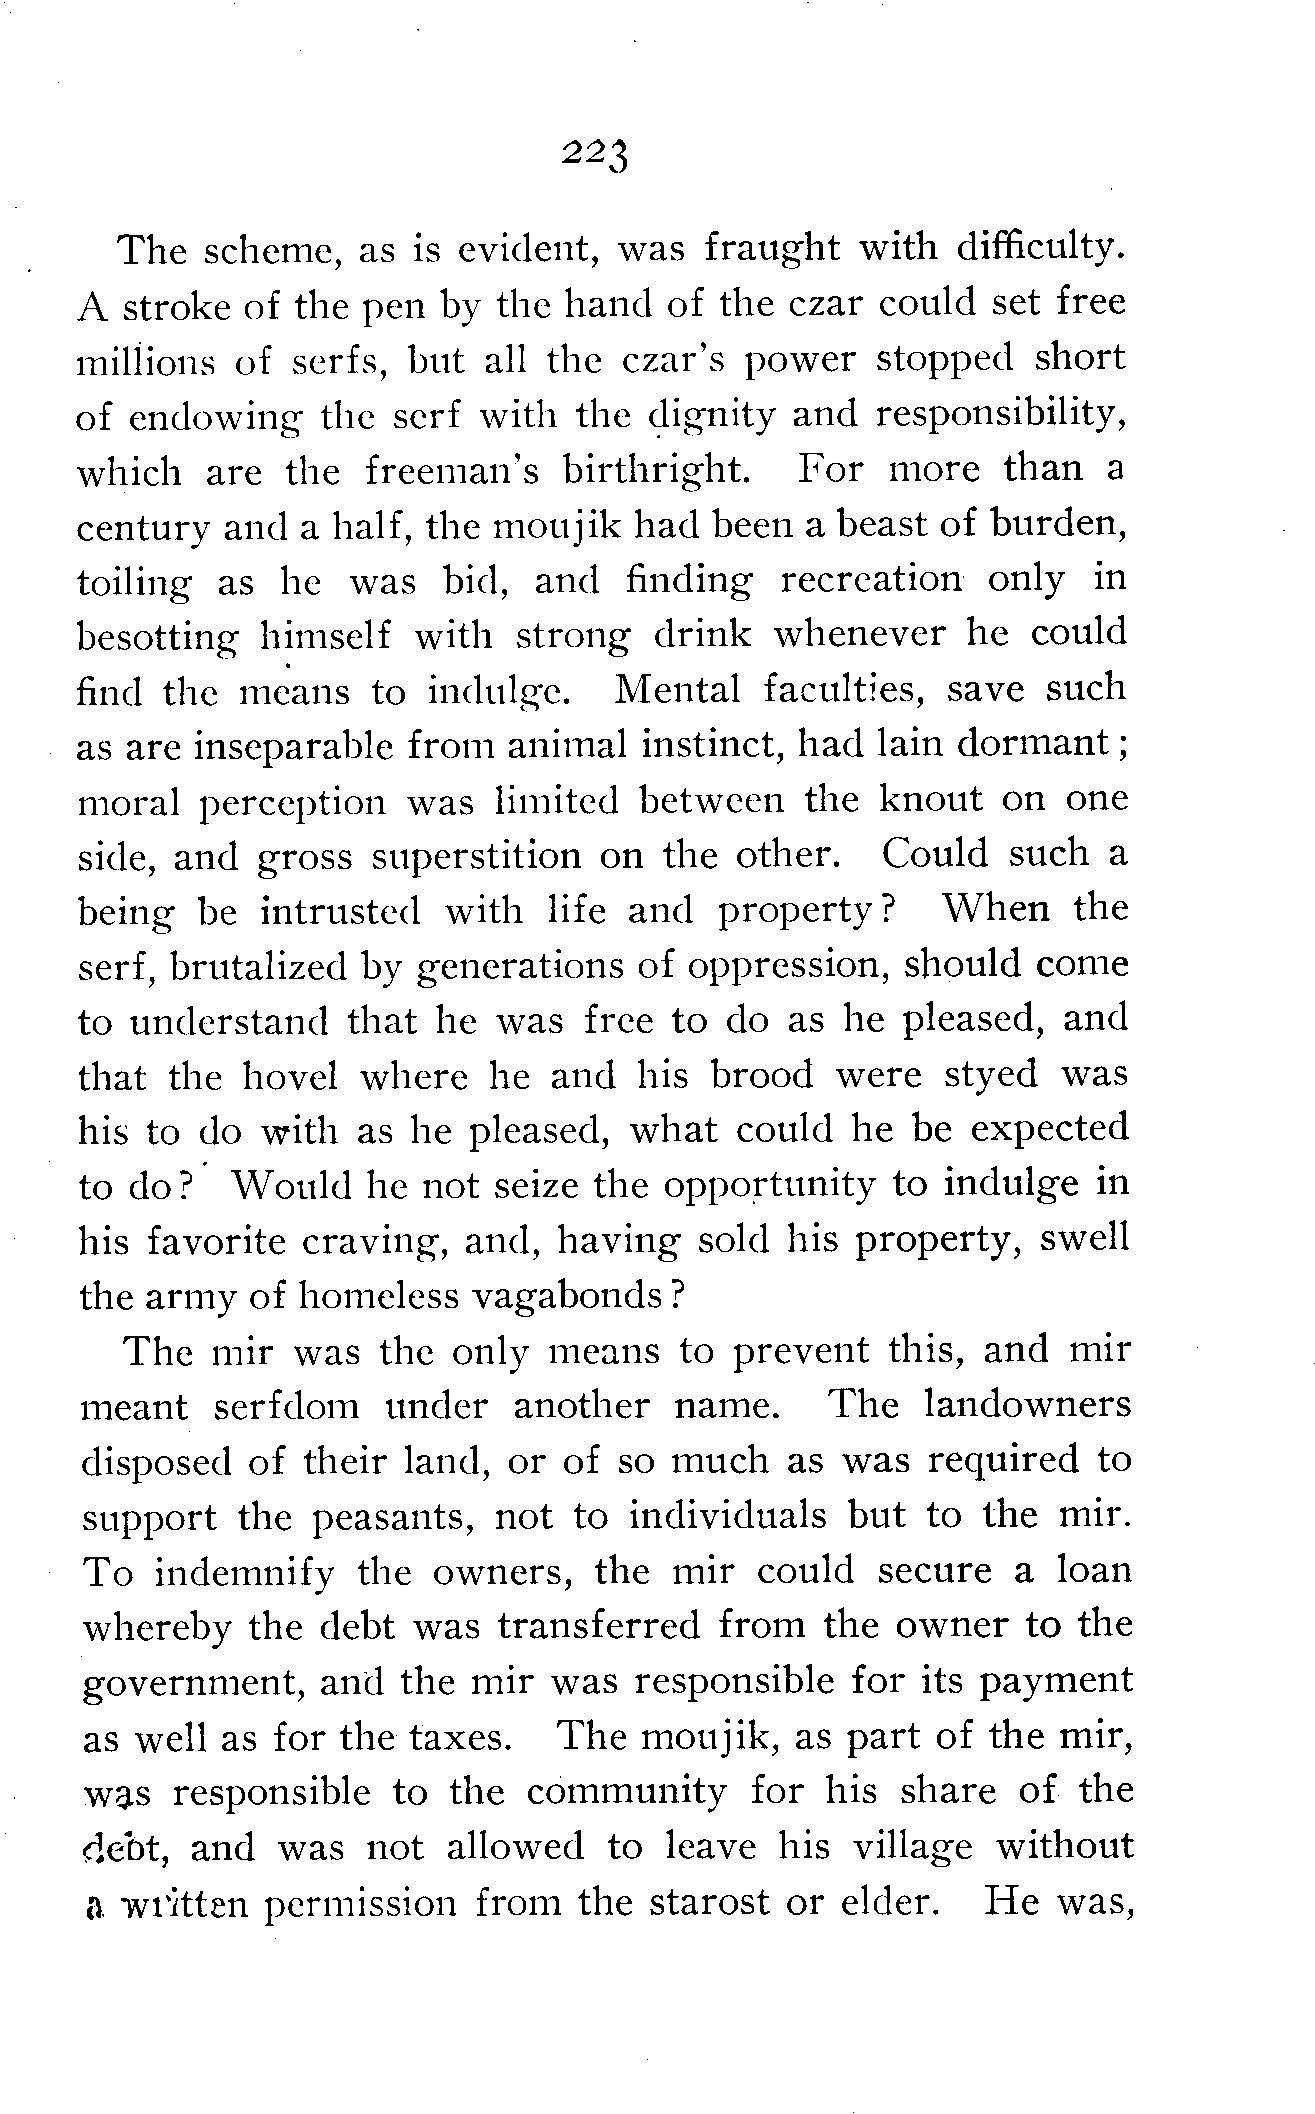 223
The scheme, as is evident, was fraught with difficulty.
A stroke of the pen by the hand of the czar could set free
millions of serfs, but all the czar's power stopped short
of endowing the serf with the dignity and responsibility,
which are the freeman's birthright. For more than a
century and a half, the moujik had been a beast of burden,
toiling as he was bid, and finding recreation only in
besotting himself with strong drink whenever he could
find the means to indulge. Mental faculties, save such
as are inseparable from animal instinct, had lain dormant ;
moral perception was limited between the knout on one
side, and gross superstition on the other. Could such a
being be intrusted with life and property ? When the
serf, brutalized by generations of oppression, should come
to understand that he was free to do as he pleased, and
that the hovel where he and his brood were styed was
his to do with as he pleased, what could he be expected
to do ? Would he not seize the opportunity to indulge in
his favorite craving, and, having sold his property, swell
the army of homeless vagabonds ?
The mir was the only means to prevent this, and mir
meant serfdom under another name. The landowners
disposed of their land, or of so much as was required to
support the peasants, not to individuals but to the mir.
To indemnify the owners, the mir could secure a loan
whereby the debt was transferred from the owner to the
government, and the mir was responsible for its payment
as well as for the taxes. The moujik, as part of the mir,
was responsible to the community for his share of the
debt, and was not allowed to leave his village without
a written permission from the starost or elder. He was,